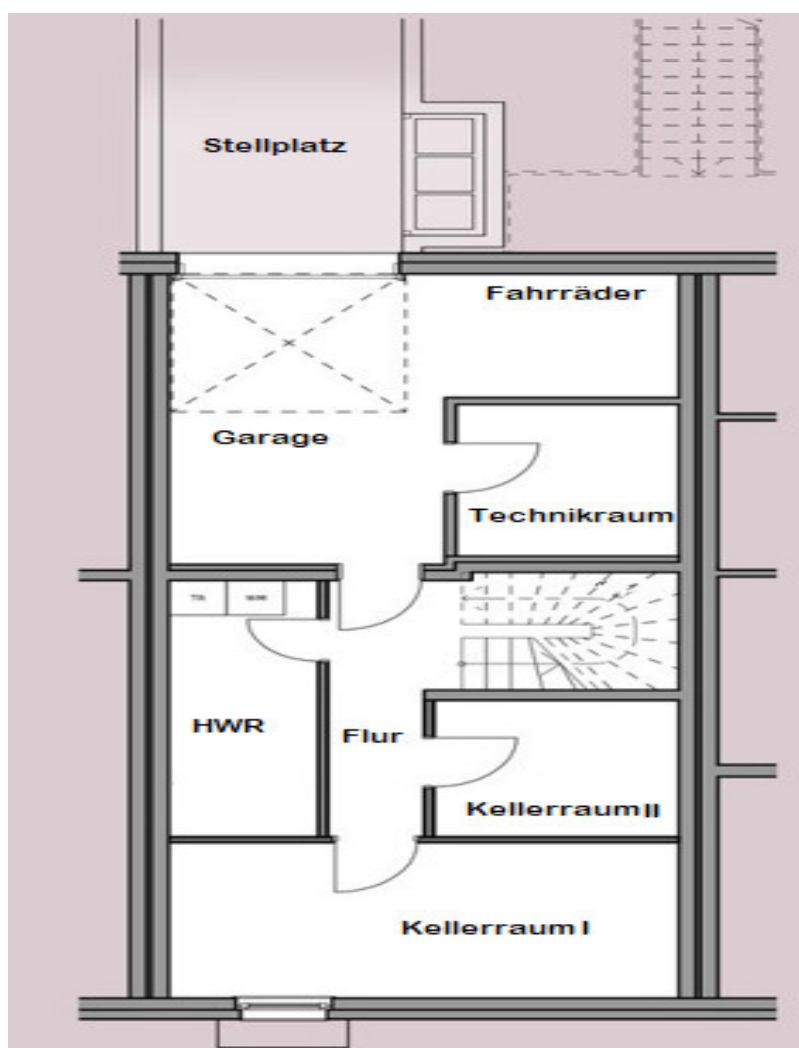 Stellplatz
Fahrräder
Garage
Technikraum
HWR
Flur
Kellerraum II
Kellerraum I